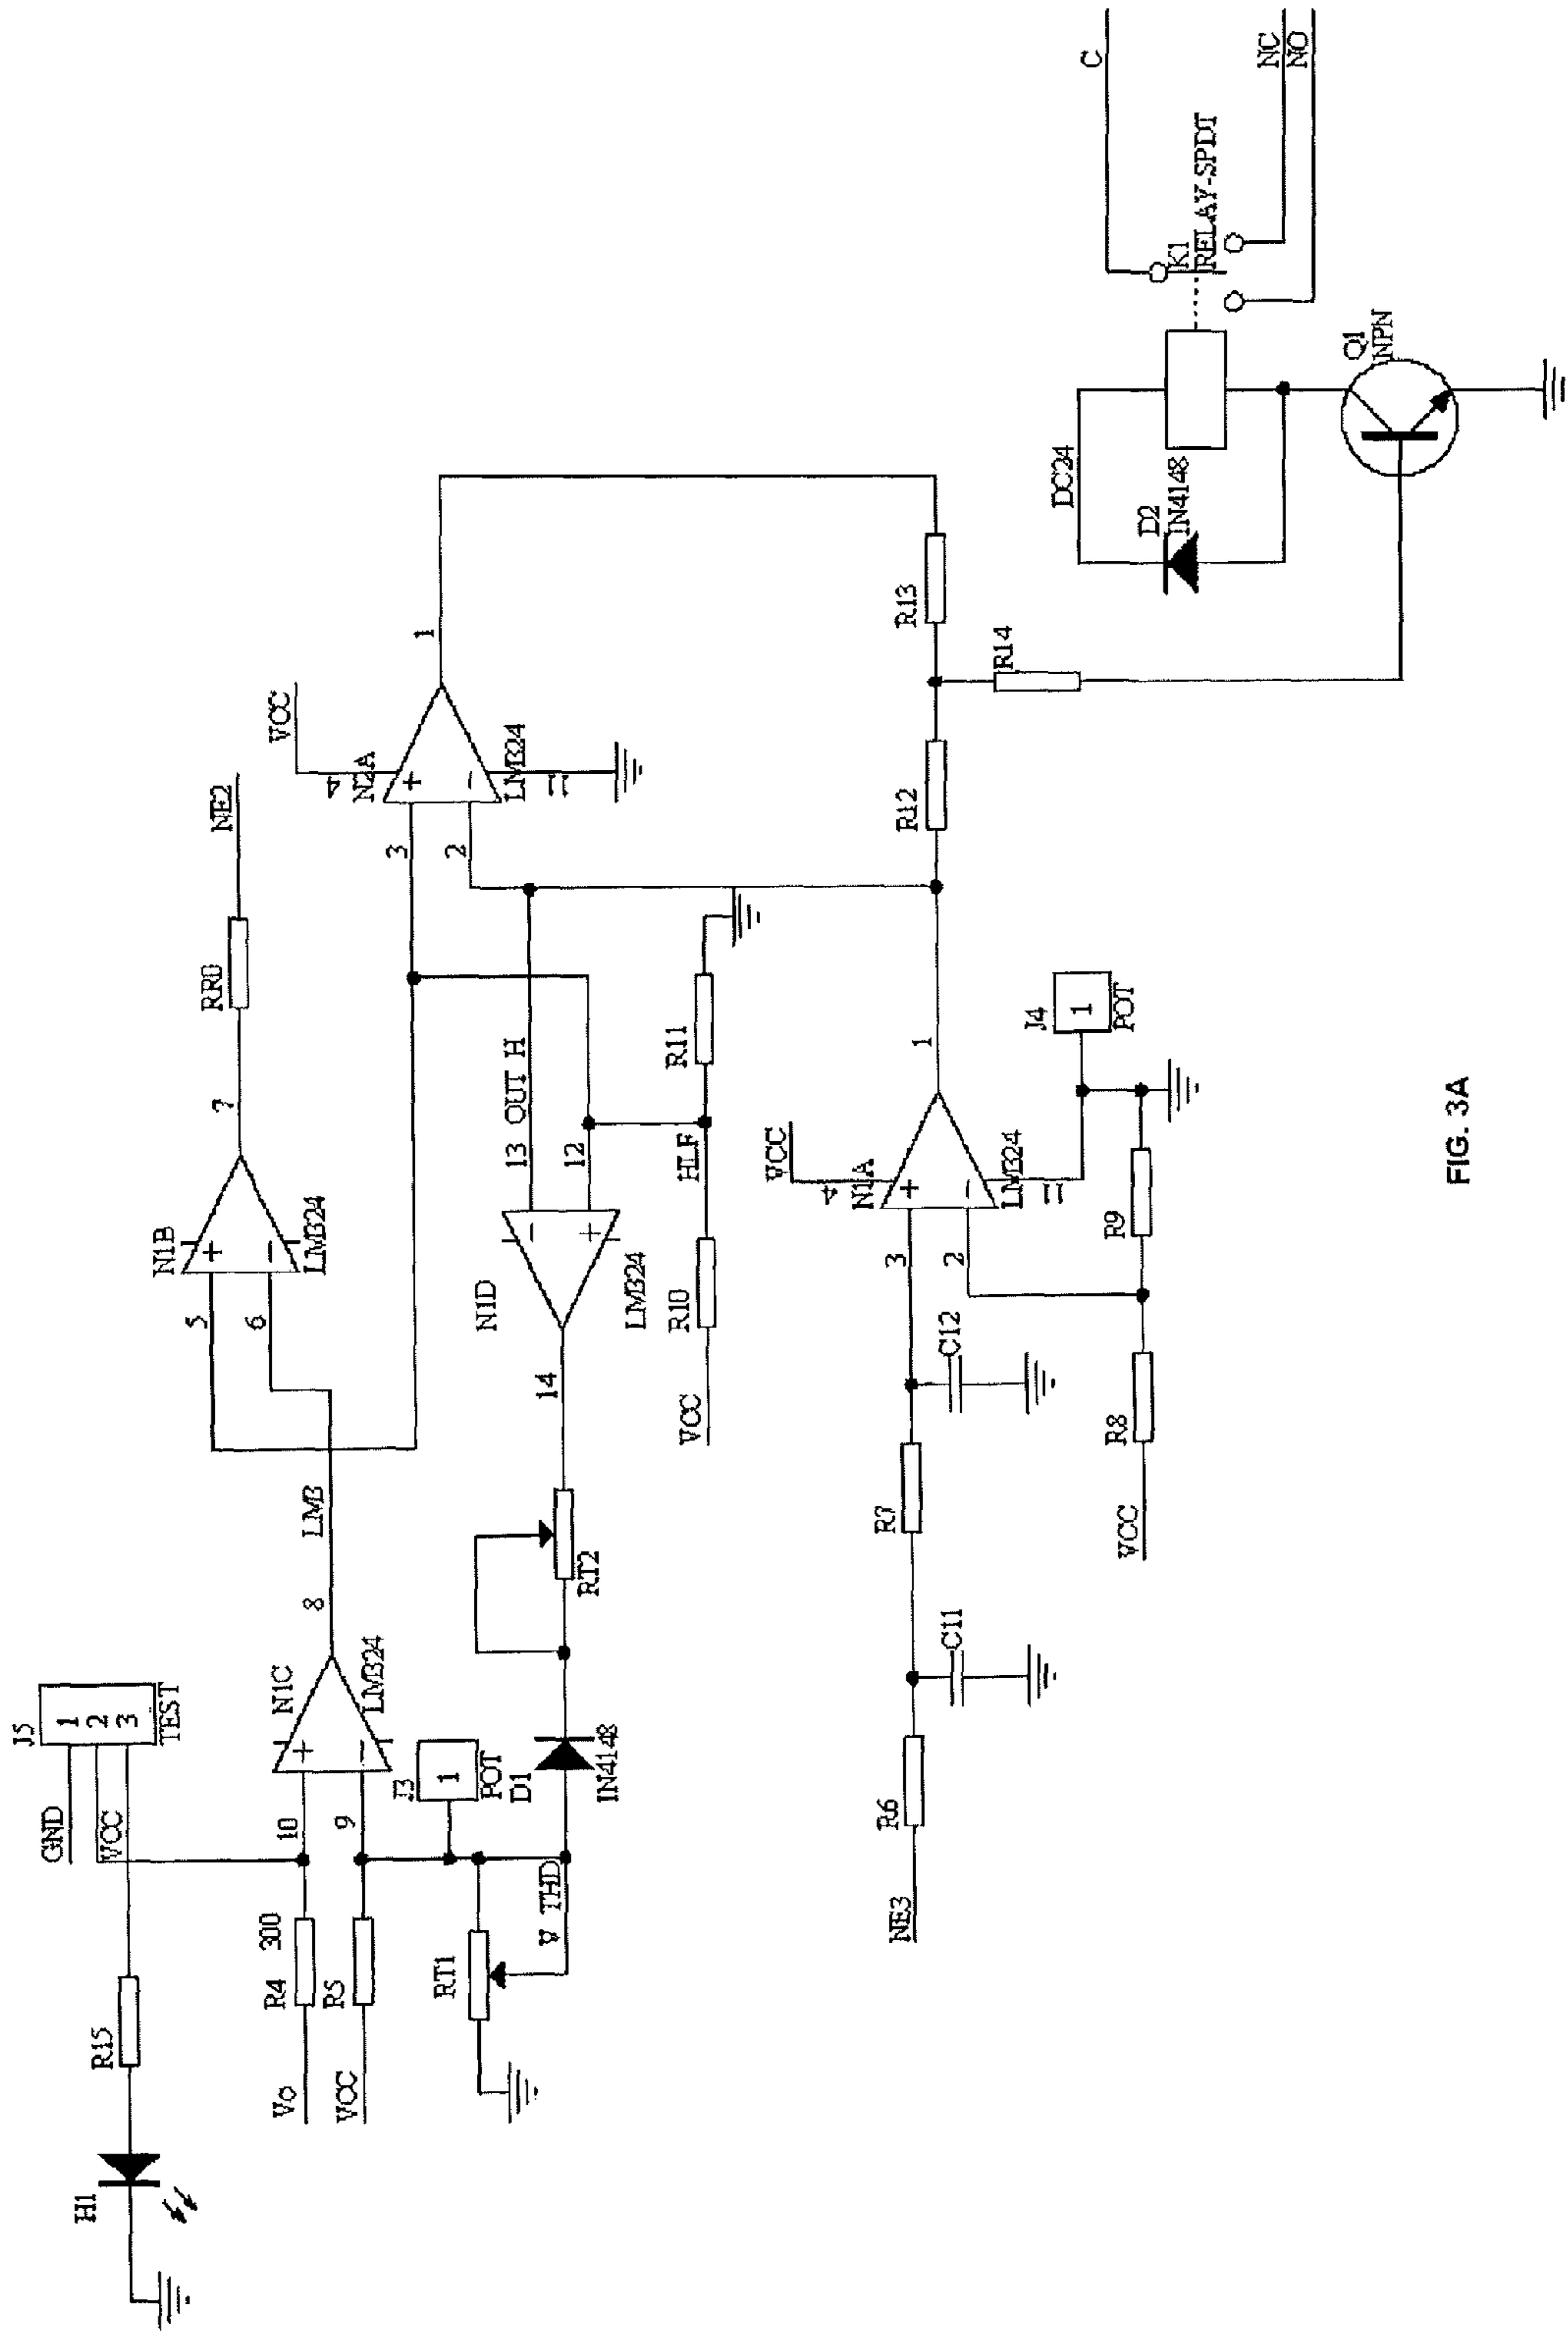 J5
1
2
3
TEST
GND
VCC
R15
H1
Vo
R4 300
VCC
R5
10
9
N1C
LM324
8
LMB
5
6
N1B
LM324
7
RR0
NE2
J3
1
POT
RT1
V THD
D1
IN4148
RT2
14
N1D
LM324
13
12
OUT H
HLF
VCC
R10
R11
3
2
VCC
4
N2A
LM324
11
1
NE3
R6
C11
R7
C12
3
2
VCC
4
N1A
LM324
11
1
J4
1
POT
VCC
R8
R9
R12
R13
R14
DC24
D2
IN4148
K1
RELAY-SPDT
C
NC
NO
Q1
NPN
FIG. 3A